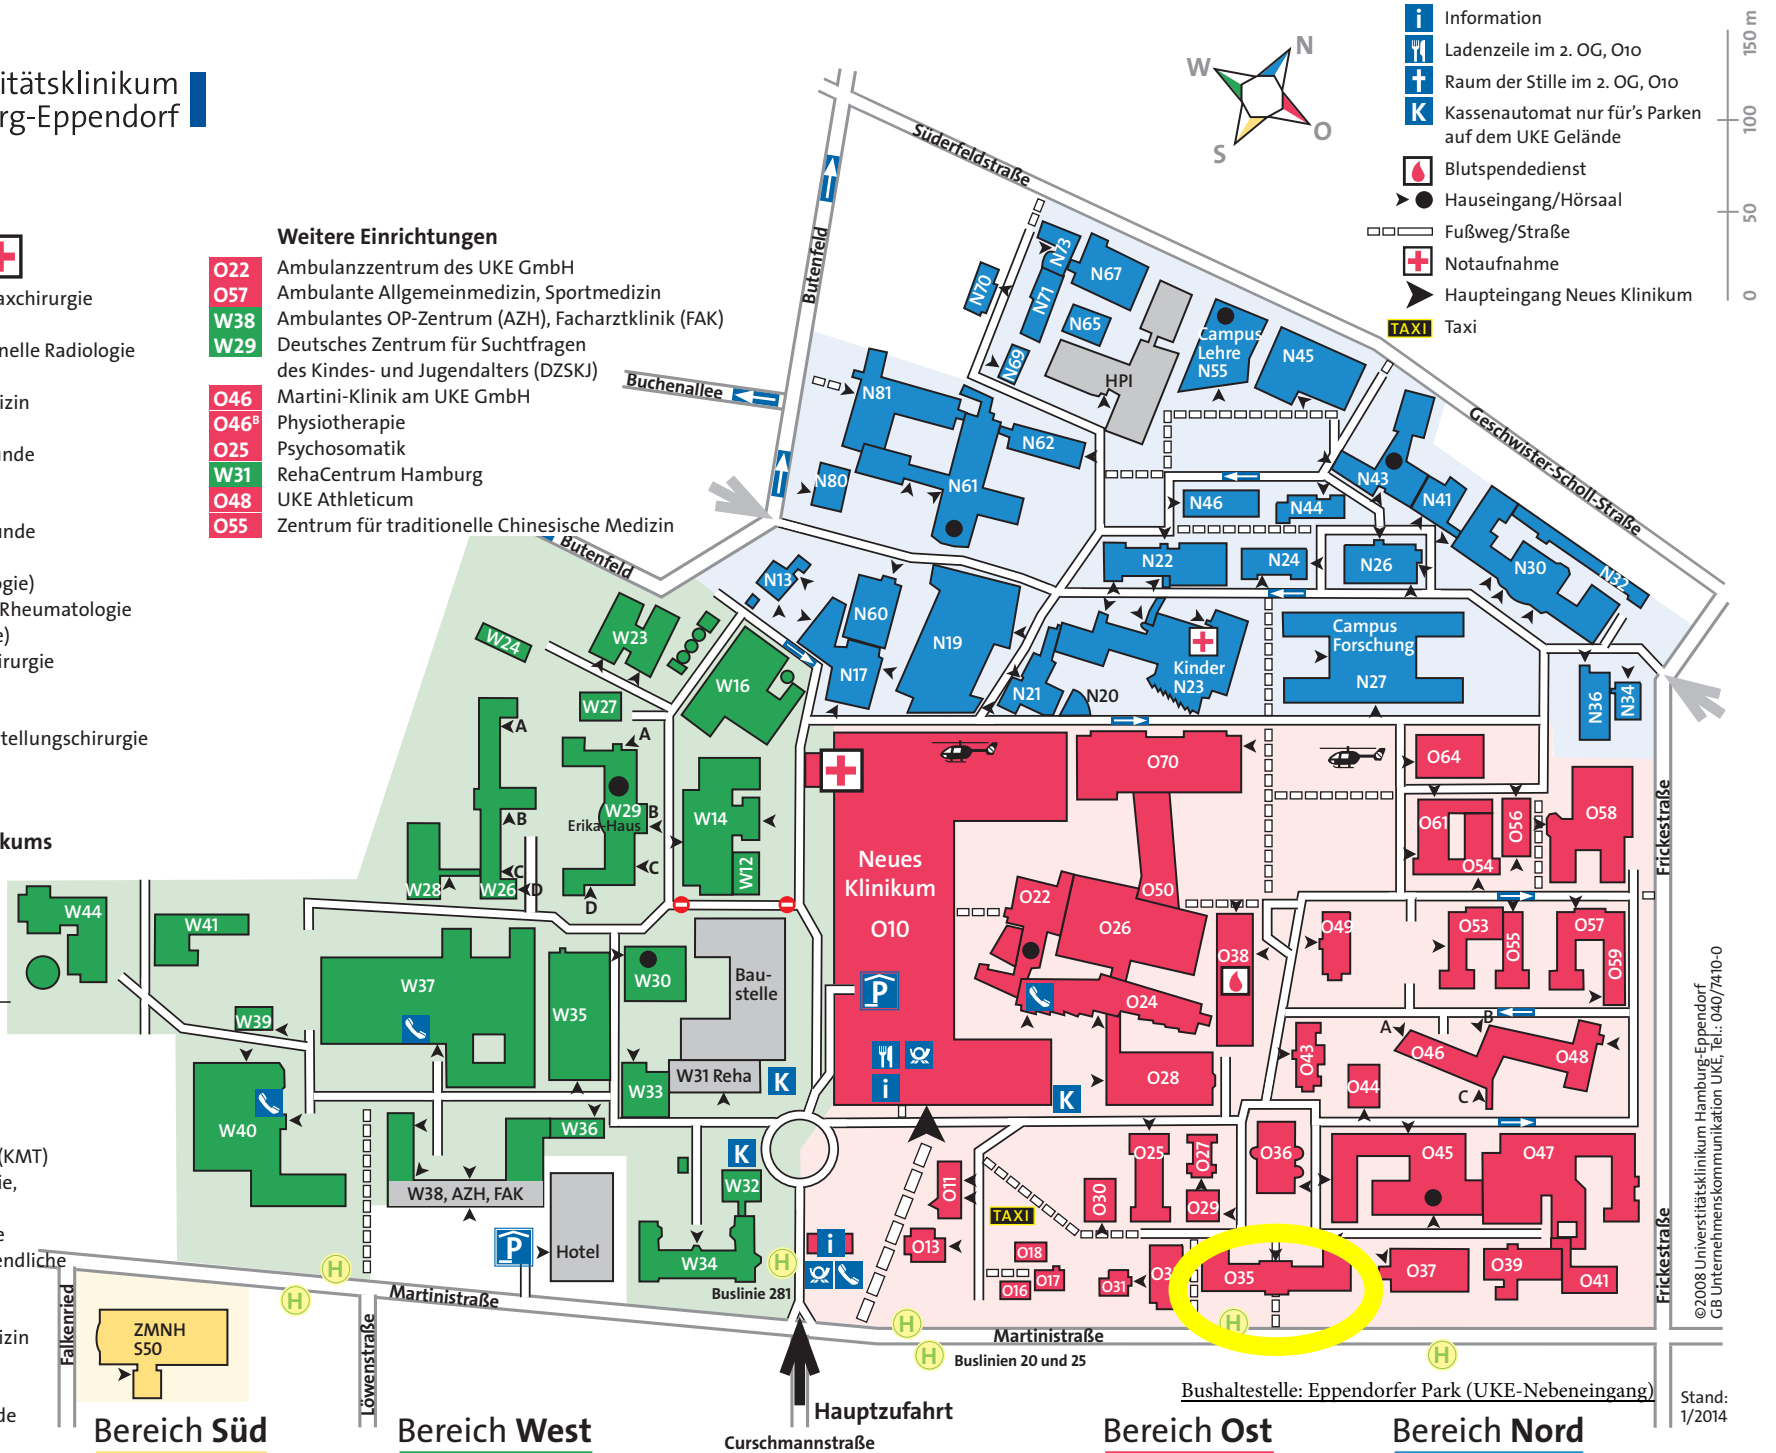 itätsklinikum
rg-Eppendorf
axchirurgie
nelle Radiologie
izin
unde
unde
ogie)
Rheumatologie
e)
irurgie
tellungschirurgie
kums
(KMT)
ie,
e
endliche
izin
de
Weitere Einrichtungen
O22 Ambulanzzentrum des UKE GmbH
O57 Ambulante Allgemeinmedizin, Sportmedizin
W38 Ambulantes OP-Zentrum (AZH), Facharztklinik (FAK)
W29 Deutsches Zentrum für Suchtfragen
des Kindes- und Jugendalters (DZSKJ)
O46 Martini-Klinik am UKE GmbH
O46B Physiotherapie
O25 Psychosomatik
W31 RehaCentrum Hamburg
O48 UKE Athleticum
O55 Zentrum für traditionelle Chinesische Medizin
N
W
O
S
i Information
Ladenzeile im 2. OG, O10
Raum der Stille im 2. OG, O10
K Kassenautomat nur für's Parken
auf dem UKE Gelände
Blutspendedienst
Hauseingang/Hörsaal
Fußweg/Straße
Notaufnahme
Haupteingang Neues Klinikum
TAXI Taxi
150 m
100
50
0
Süderfeldstraße
Butenfeld
Buchenallee
Butenfeld
Geschwister-Scholl-Straße
N73
N67
N70
N71
N65
N69
HPI
Campus
Lehre
N55
N45
N81
N62
N80
N61
N43
N41
N46
N44
N22
N24
N26
N30
N32
N13
N60
N19
N17
N21
N20
Kinder
N23
Campus
Forschung
N27
N36
N34
W24
W23
W16
W27
A
A
W29
Erika-Haus
B
B
C
C
D
D
W28
W26
W14
W12
W44
W41
W37
W35
W30
Bau-
stelle
W39
W33
W31 Reha
K
W40
W36
W38, AZH, FAK
K
W32
P
Hotel
W34
H
Buslinie 281
Neues
Klinikum
O10
P
i
K
O70
O50
O22
O26
O24
O38
O28
O64
O61
O54
O56
O58
O49
O53
O55
O57
O59
A
B
C
O46
O48
O43
O44
O45
O47
O36
O25
O27
O30
O29
O11
O13
TAXI
O18
O17
O16
O31
O35
O37
O39
O41
i
H
H
H
H
H
H
Frickestraße
Frickestraße
Martinistraße
Martinistraße
Buslinien 20 und 25
Falkenried
Löwenstraße
ZMNH
S50
Hauptzufahrt
Curschmannstraße
Bushaltestelle: Eppendorfer Park (UKE-Nebeneingang)
Stand:
1/2014
©2008 Universtitätsklinikum Hamburg-Eppendorf
GB Unternehmenskommunikation UKE, Tel.: 040/7410-0
Bereich Süd
Bereich West
Bereich Ost
Bereich Nord